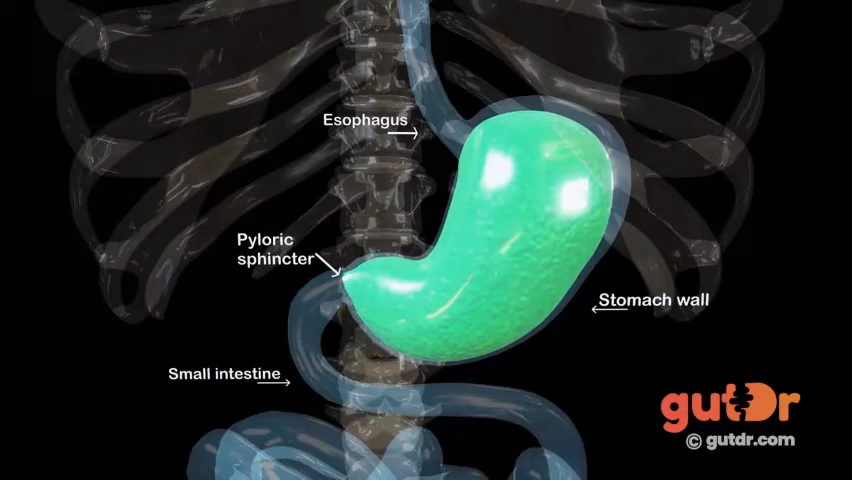 Esophagus
Pyloric
sphincter
Stomach wall
Small intestine
gutDr
© gutdr.com